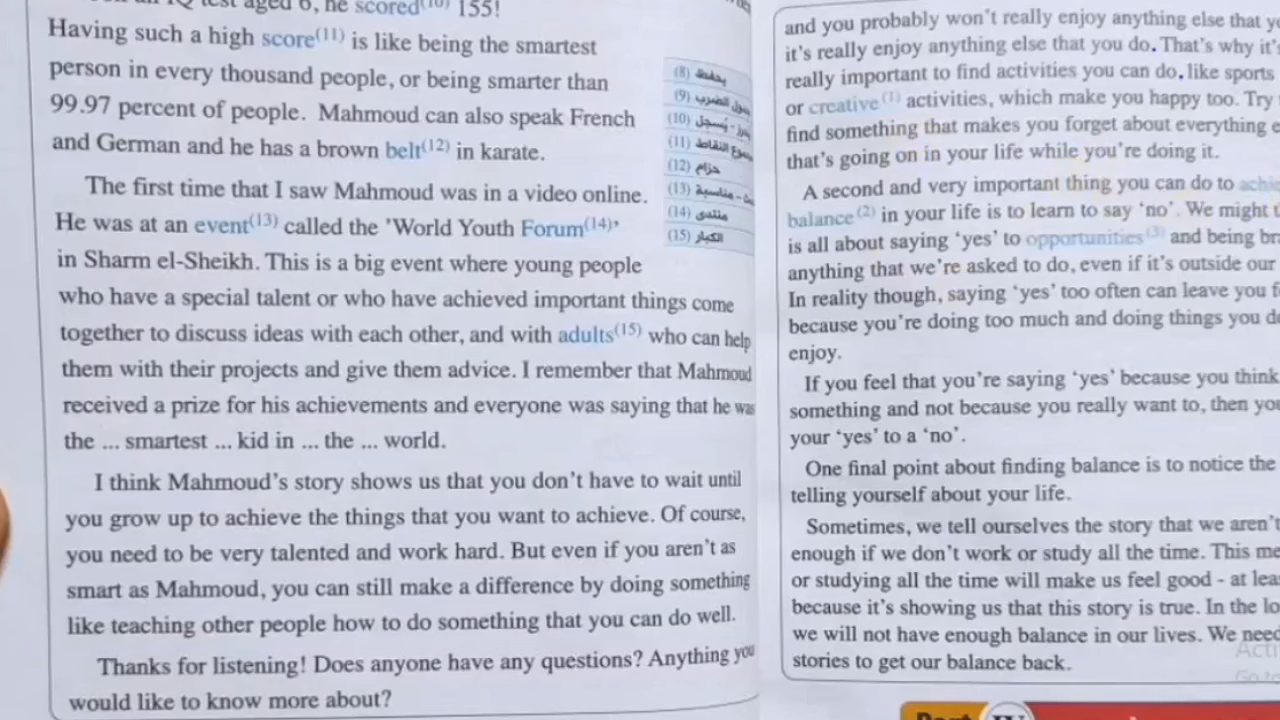 aged 6, he scored(10) 155!
Having such a high score(11) is like being the smartest
person in every thousand people, or being smarter than
99.97 percent of people. Mahmoud can also speak French
and German and he has a brown belt(12) in karate.
The first time that I saw Mahmoud was in a video online.
He was at an event(13) called the 'World Youth Forum(14)'
in Sharm el-Sheikh. This is a big event where young people
who have a special talent or who have achieved important things come
together to discuss ideas with each other, and with adults(15) who can help
them with their projects and give them advice. I remember that Mahmoud
received a prize for his achievements and everyone was saying that he was
the ... smartest ... kid in ... the ... world.
I think Mahmoud's story shows us that you don't have to wait until
you grow up to achieve the things that you want to achieve. Of course,
you need to be very talented and work hard. But even if you aren't as
smart as Mahmoud, you can still make a difference by doing something
like teaching other people how to do something that you can do well.
Thanks for listening! Does anyone have any questions? Anything you
would like to know more about?
(8) يحفظ
(9)
(10) يُسجل
(11) النقاط
(12) حزام
(13) مناسبة
(14) منتدى
(15) الكبار
and you probably won't really enjoy anything else that
it's really enjoy anything else that you do. That's why it's
really important to find activities you can do, like sports
or creative(1) activities, which make you happy too. Try
find something that makes you forget about everything
that's going on in your life while you're doing it.
A second and very important thing you can do to
balance(2) in your life is to learn to say 'no'. We might
is all about saying 'yes' to opportunities(3) and being
anything that we're asked to do, even if it's outside our
In reality though, saying 'yes' too often can leave you
because you're doing too much and doing things you
enjoy.
If you feel that you're saying 'yes' because you think
something and not because you really want to, then
your 'yes' to a 'no'.
One final point about finding balance is to notice the
telling yourself about your life.
Sometimes, we tell ourselves the story that we aren't
enough if we don't work or study all the time. This
or studying all the time will make us feel good - at
because it's showing us that this story is true. In the
we will not have enough balance in our lives. We need
stories to get our balance back.
Part IV